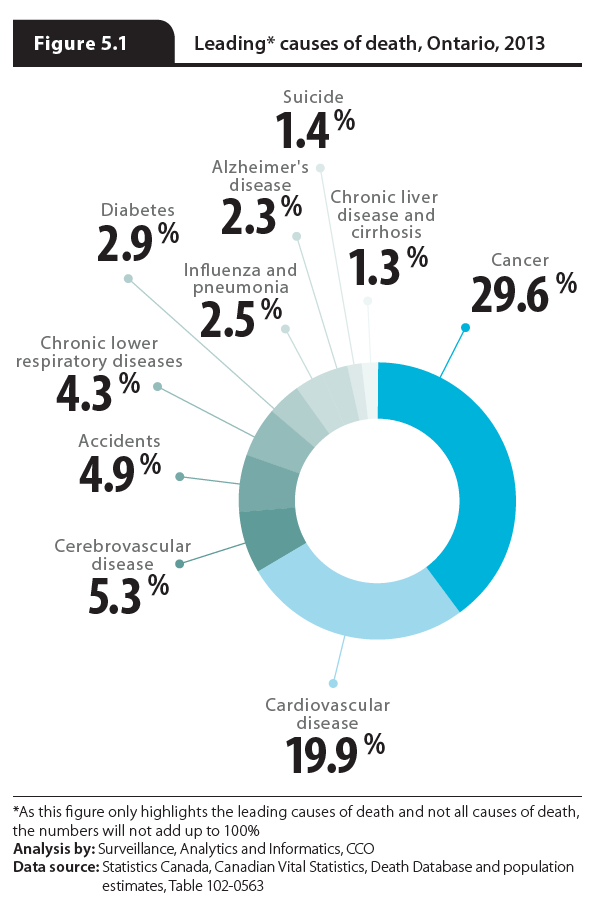 Figure 5.1
Leading* causes of death, Ontario, 2013
Suicide
1.4%
Alzheimer's
disease
2.3%
Chronic liver
disease and
cirrhosis
1.3%
Diabetes
2.9%
Influenza and
pneumonia
2.5%
Cancer
29.6%
Chronic lower
respiratory diseases
4.3%
Accidents
4.9%
Cerebrovascular
disease
5.3%
Cardiovascular
disease
19.9%
*As this figure only highlights the leading causes of death and not all causes of death,
the numbers will not add up to 100%
Analysis by: Surveillance, Analytics and Informatics, CCO
Data source: Statistics Canada, Canadian Vital Statistics, Death Database and population
estimates, Table 102-0563